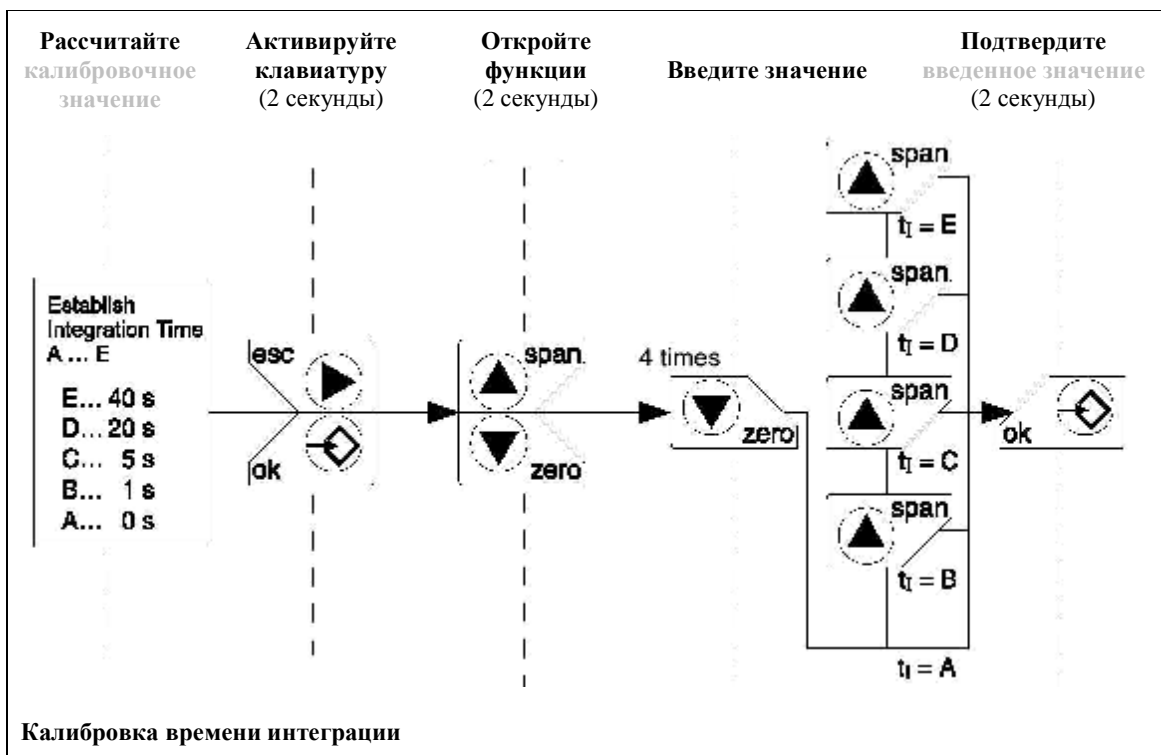 Рассчитайте
калибровочное
значение
Активируйте
клавиатуру
(2 секунды)
Откройте
функции
(2 секунды)
Введите значение
Подтвердите
введенное значение
(2 секунды)
Establish
Integration Time
A ... E
E... 40 s
D... 20 s
C... 5 s
B... 1 s
A... 0 s
esc
ok
span
zero
4 times
zero
span
tI = E
span
tI = D
span
tI = C
span
tI = B
tI = A
ok
Калибровка времени интеграции